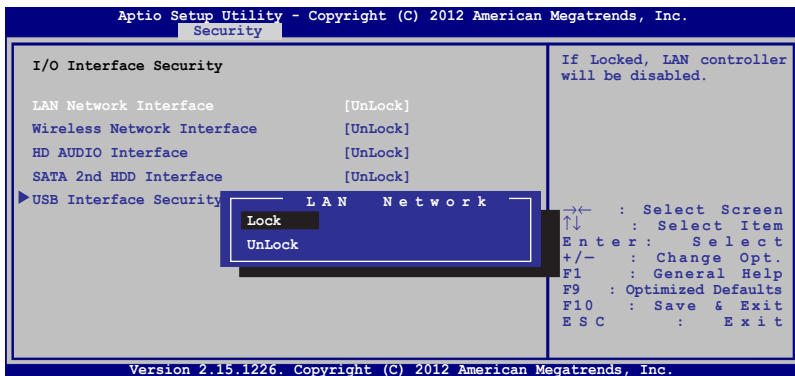 Aptio Setup Utility - Copyright (C) 2012 American Megatrends, Inc.
Security
I/O Interface Security
LAN Network Interface [UnLock]
Wireless Network Interface [UnLock]
HD AUDIO Interface [UnLock]
SATA 2nd HDD Interface [UnLock]
USB Interface Security
LAN Network
Lock
UnLock
If Locked, LAN controller
will be disabled.
→← : Select Screen
↑↓ : Select Item
Enter: Select
+/— : Change Opt.
F1 : General Help
F9 : Optimized Defaults
F10 : Save & Exit
ESC : Exit
Version 2.15.1226. Copyright (C) 2012 American Megatrends, Inc.